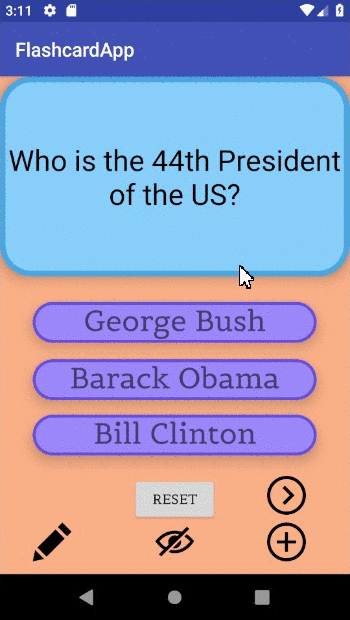 3:11
FlashcardApp
Who is the 44th President
of the US?
George Bush
Barack Obama
Bill Clinton
RESET